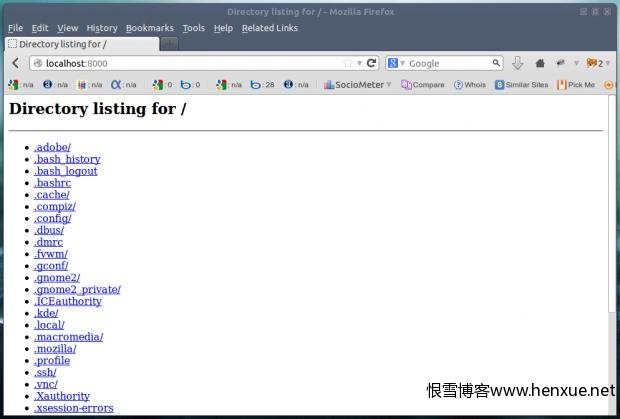 Directory listing for / - Mozilla Firefox
File Edit View History Bookmarks Tools Help Related Links
Directory listing for /
localhost:8000
Google
2
: n/a : n/a : n/a : n/a : 0 : 0 : n/a : 28 : n/a SocioMeter Compare Whois Similar Sites Pick Me
Directory listing for /
.adobe/
.bash_history
.bash_logout
.bashrc
.cache/
.compiz/
.config/
.dbus/
.dmrc
.fvwm/
.gconf/
.gnome2/
.gnome2_private/
.ICEauthority
.kde/
.local/
.macromedia/
.mozilla/
.profile
.ssh/
.vnc/
.Xauthority
.xsession-errors
恨雪博客www.henxue.net